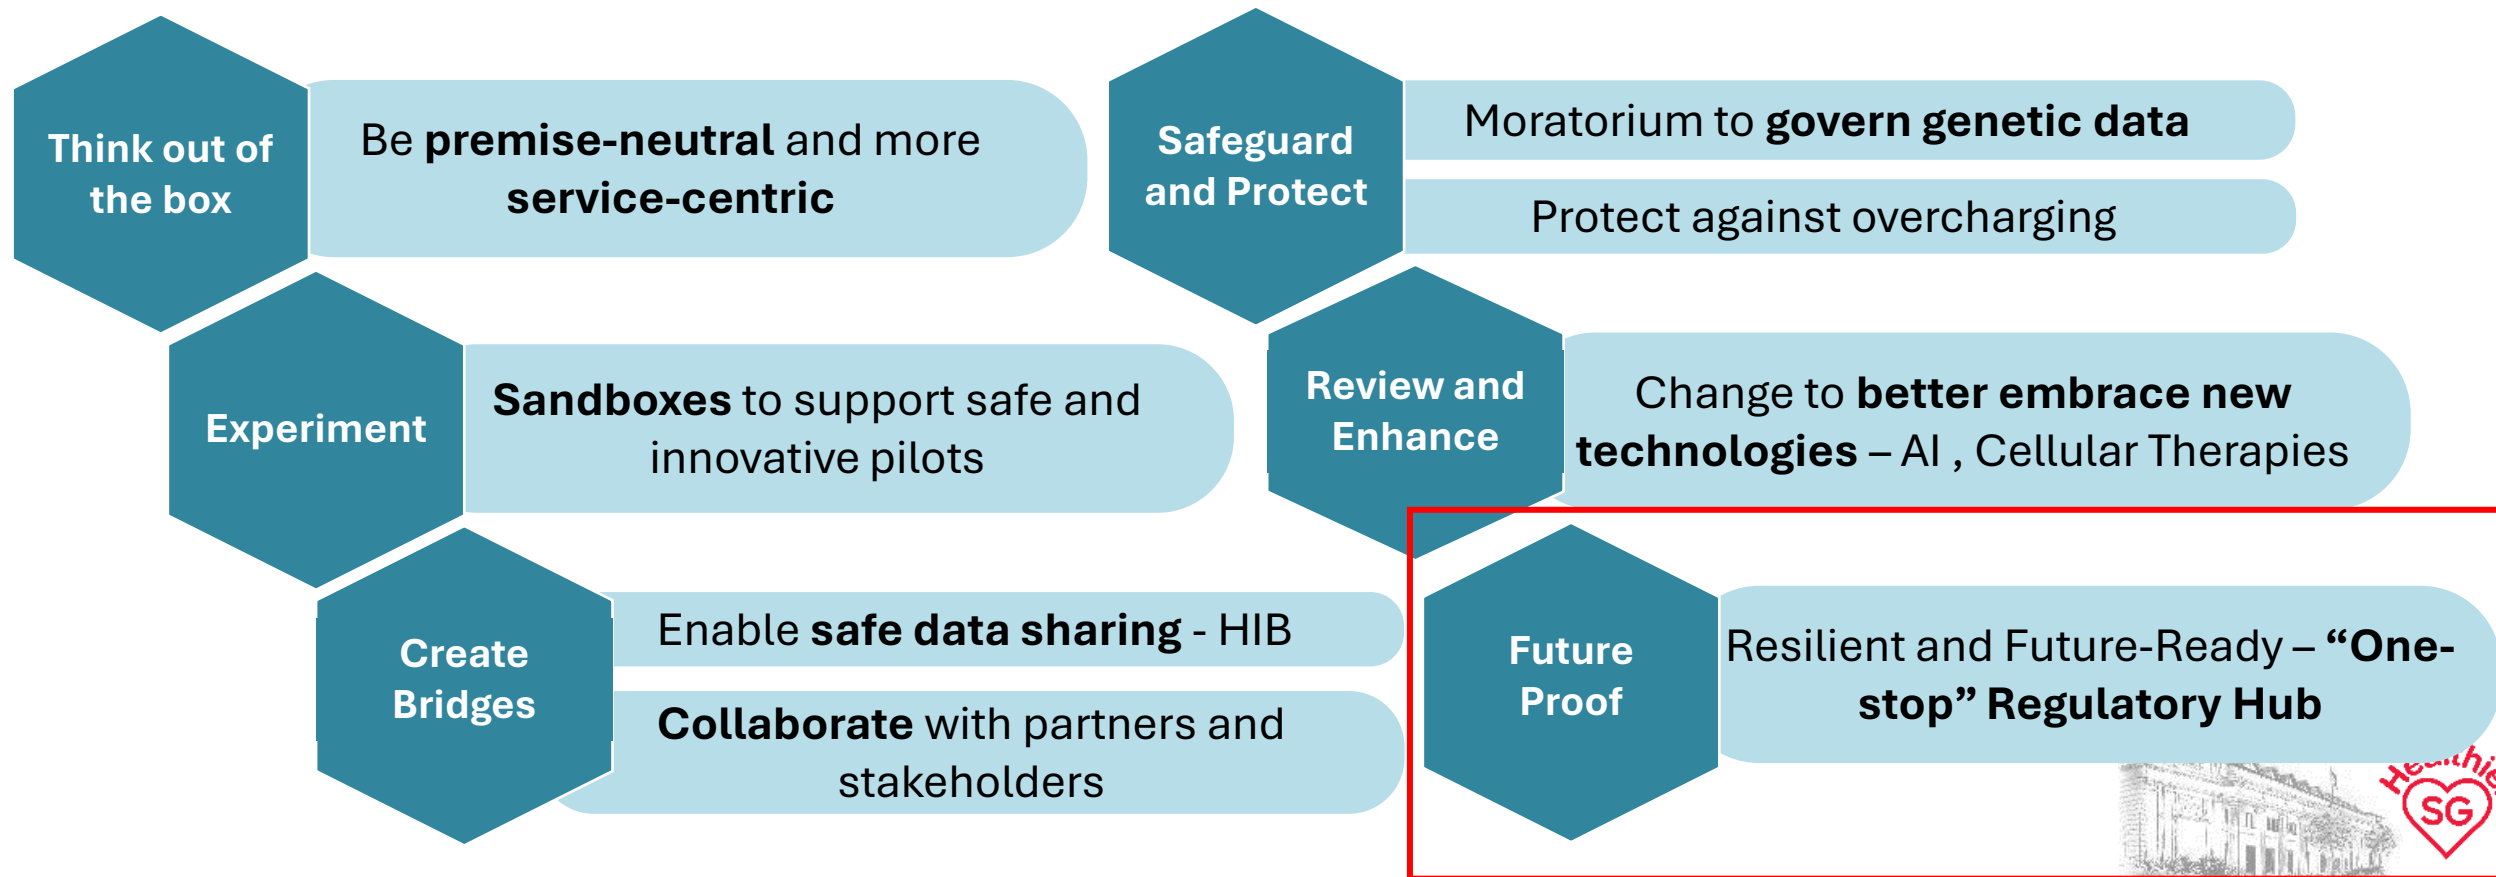 Think out of
the box
Be premise-neutral and more
service-centric
Experiment
Sandboxes to support safe and
innovative pilots
Create
Bridges
Enable safe data sharing - HIB
Collaborate with partners and
stakeholders
Safeguard
and Protect
Moratorium to govern genetic data
Protect against overcharging
Review and
Enhance
Change to better embrace new
technologies – AI , Cellular Therapies
Future
Proof
Resilient and Future-Ready – “One-
stop” Regulatory Hub
SG